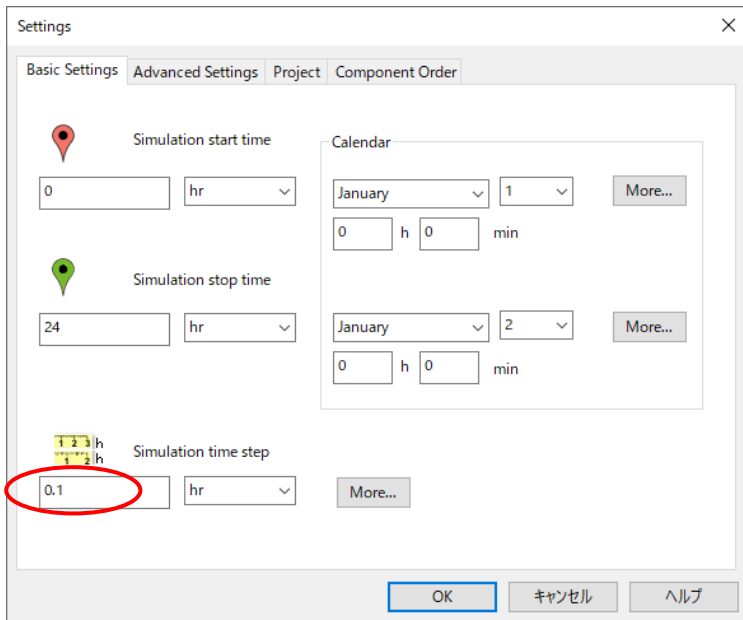 Settings
Basic Settings Advanced Settings Project Component Order
Simulation start time
Calendar
0 hr January 1 More...
0 h 0 min
Simulation stop time
24 hr January 2 More...
0 h 0 min
1 2 3 h
1 2 h
Simulation time step
0.1 hr More...
OK キャンセル ヘルプ